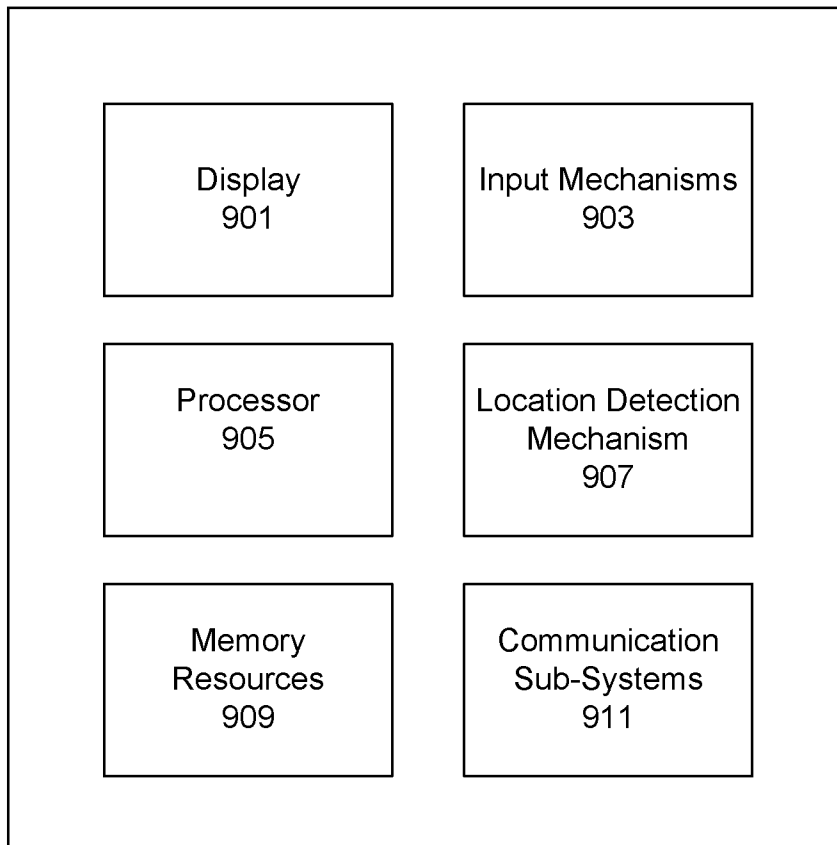 Display
901
Input Mechanisms
903
Processor
905
Location Detection
Mechanism
907
Memory
Resources
909
Communication
Sub-Systems
911